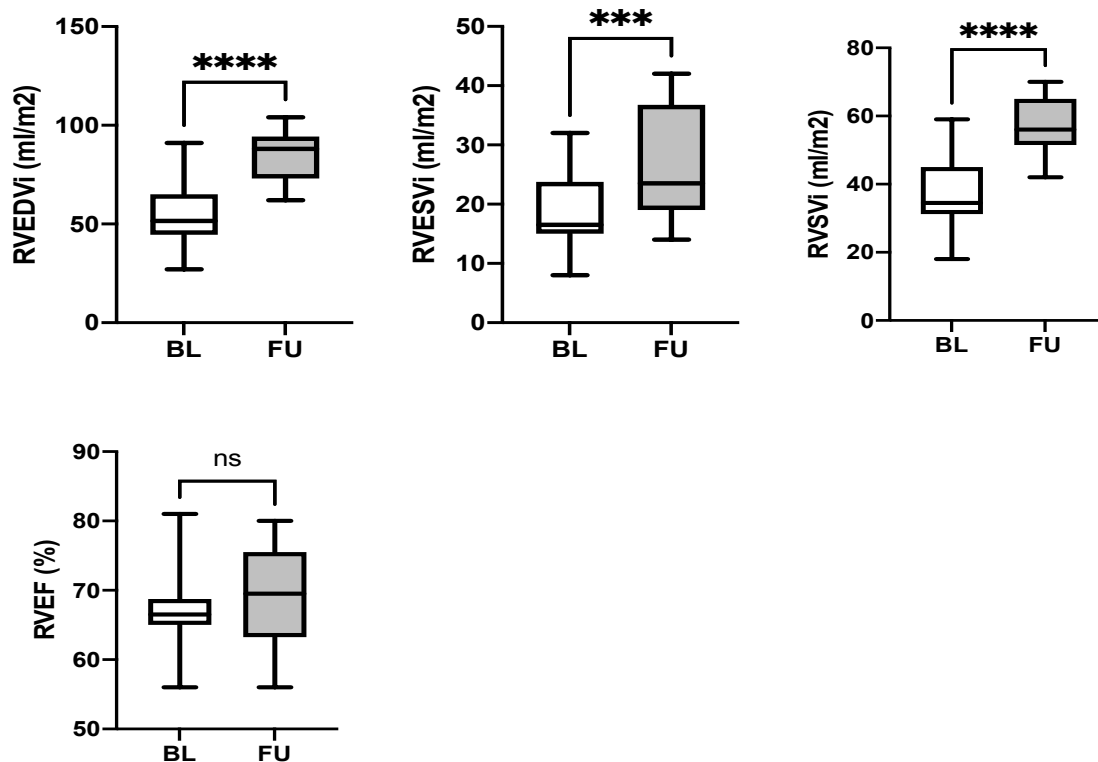 RVEDVi (ml/m2)
150
100
50
0
****
BL FU
RVESVi (ml/m2)
50
40
30
20
10
0
***
BL FU
RVSVi (ml/m2)
80
60
40
20
0
****
BL FU
RVEF (%)
90
80
70
60
50
ns
BL FU